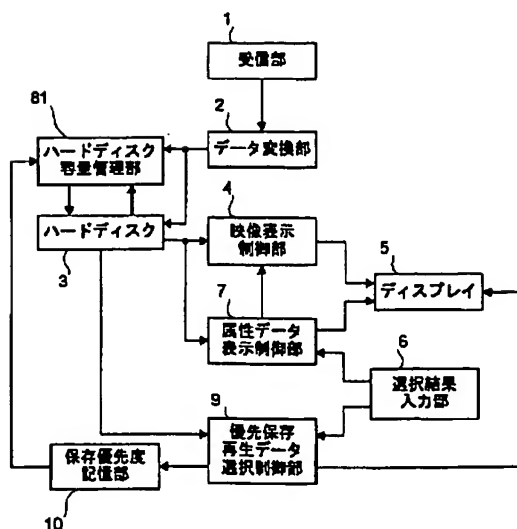 1
受信部
81
2
ハードディスク
容量管理部
データ変換部
4
ハードディスク
3
映像表示
制御部
5
ディスプレイ
7
属性データ
表示制御部
6
選択結果
入力部
9
優先保存
再生データ
選択制御部
保存優先度
記憶部
10